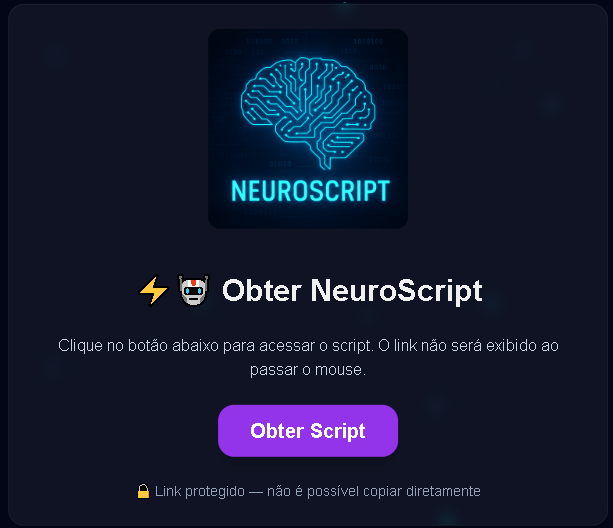 NEUROSCRIPT
⚡🤖 Obter NeuroScript
Clique no botão abaixo para acessar o script. O link não será exibido ao
passar o mouse.
Obter Script
🔒 Link protegido — não é possível copiar diretamente